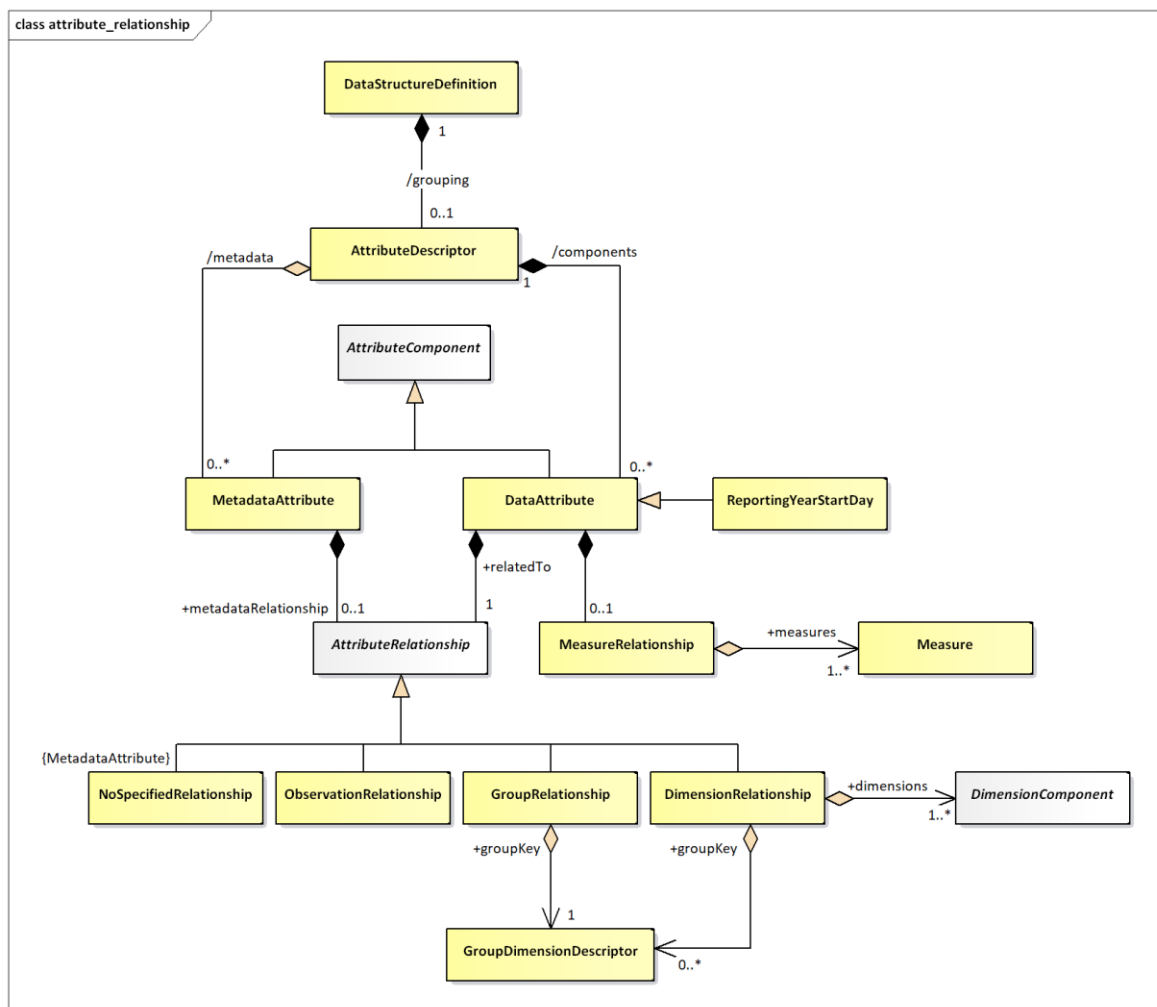 class attribute_relationship
DataStructureDefinition
1
/grouping
0..1
AttributeDescriptor
/metadata
/components
1
AttributeComponent
0..*
0..*
MetadataAttribute
DataAttribute
ReportingYearStartDay
+relatedTo
+metadataRelationship
0..1
1
0..1
AttributeRelationship
MeasureRelationship
+measures
1..*
Measure
{MetadataAttribute}
NoSpecifiedRelationship
ObservationRelationship
GroupRelationship
DimensionRelationship
+dimensions
1..*
DimensionComponent
+groupKey
+groupKey
1
GroupDimensionDescriptor
0..*